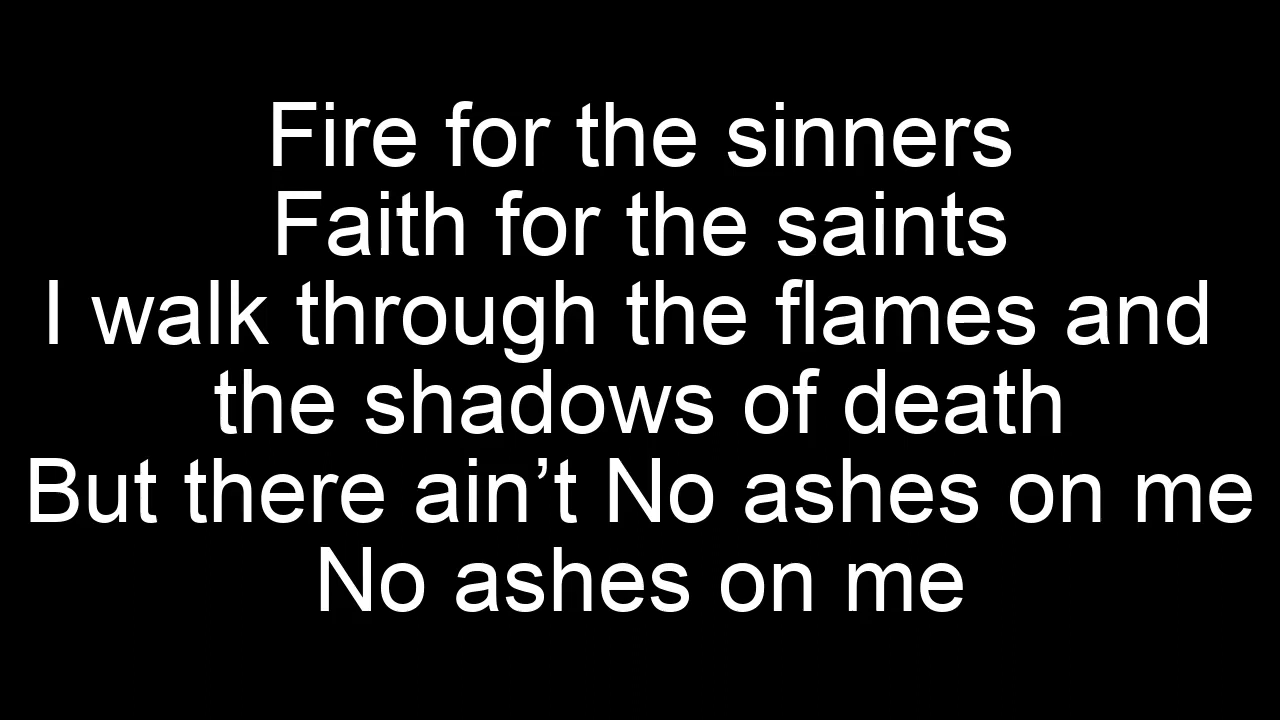 Fire for the sinners
Faith for the saints
I walk through the flames and
the shadows of death
But there ain’t No ashes on me
No ashes on me